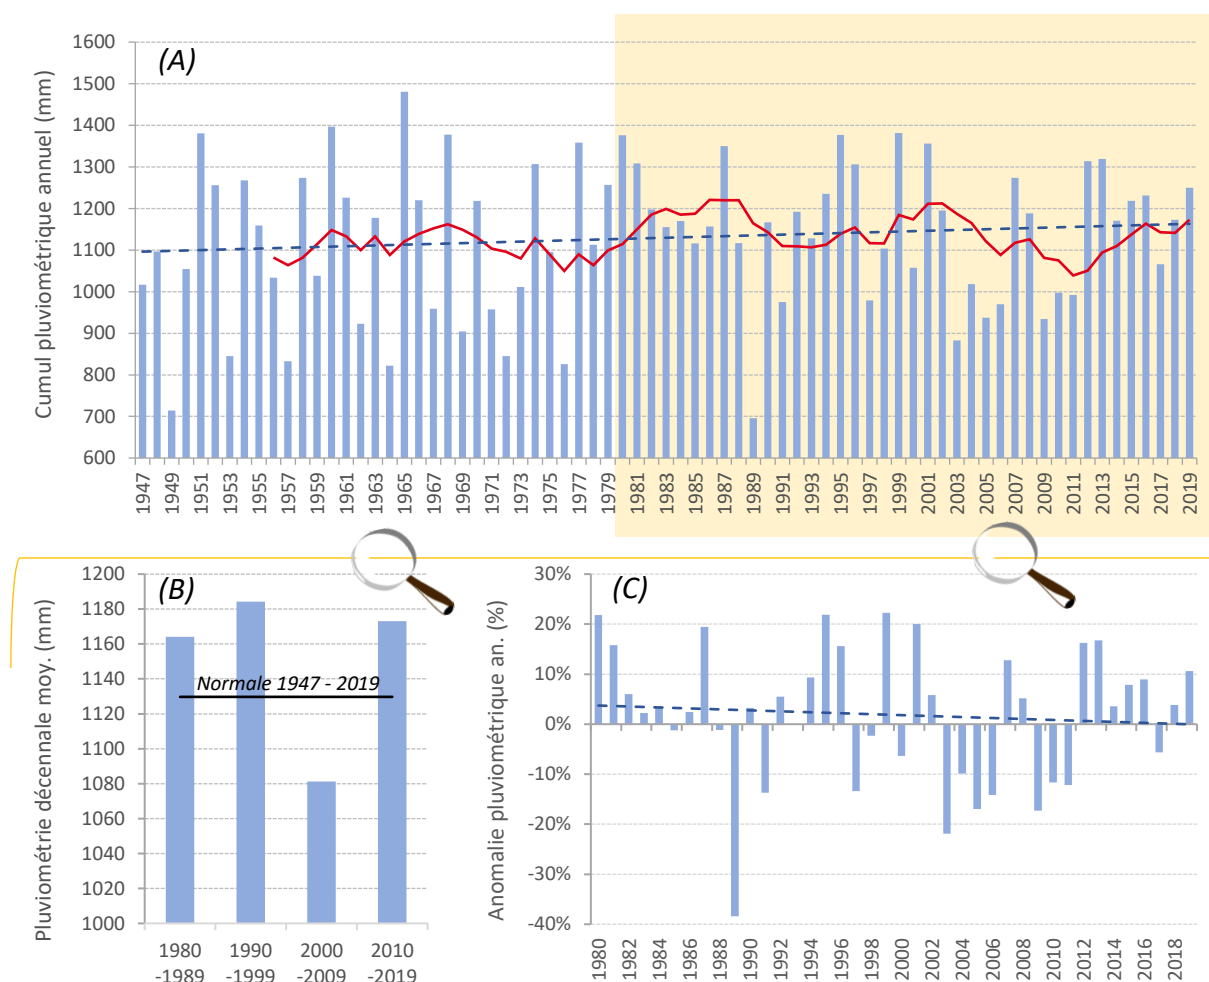 (A)
Cumul pluviométrique annuel (mm)
1600
1500
1400
1300
1200
1100
1000
900
800
700
600
1947 1949 1951 1953 1955 1957 1959 1961 1963 1965 1967 1969 1971 1973 1975 1977 1979 1981 1983 1985 1987 1989 1991 1993 1995 1997 1999 2001 2003 2005 2007 2009 2011 2013 2015 2017 2019
(B)
Pluviométrie décennale moy. (mm)
1200
1180
1160
1140
1120
1100
1080
1060
1040
1020
1000
Normale 1947 - 2019
1980 1990 2000 2010
-1989 -1999 -2009 -2019
(C)
Anomalie pluviométrique an. (%)
30%
20%
10%
0%
-10%
-20%
-30%
-40%
1980 1982 1984 1986 1988 1990 1992 1994 1996 1998 2000 2002 2004 2006 2008 2010 2012 2014 2016 2018